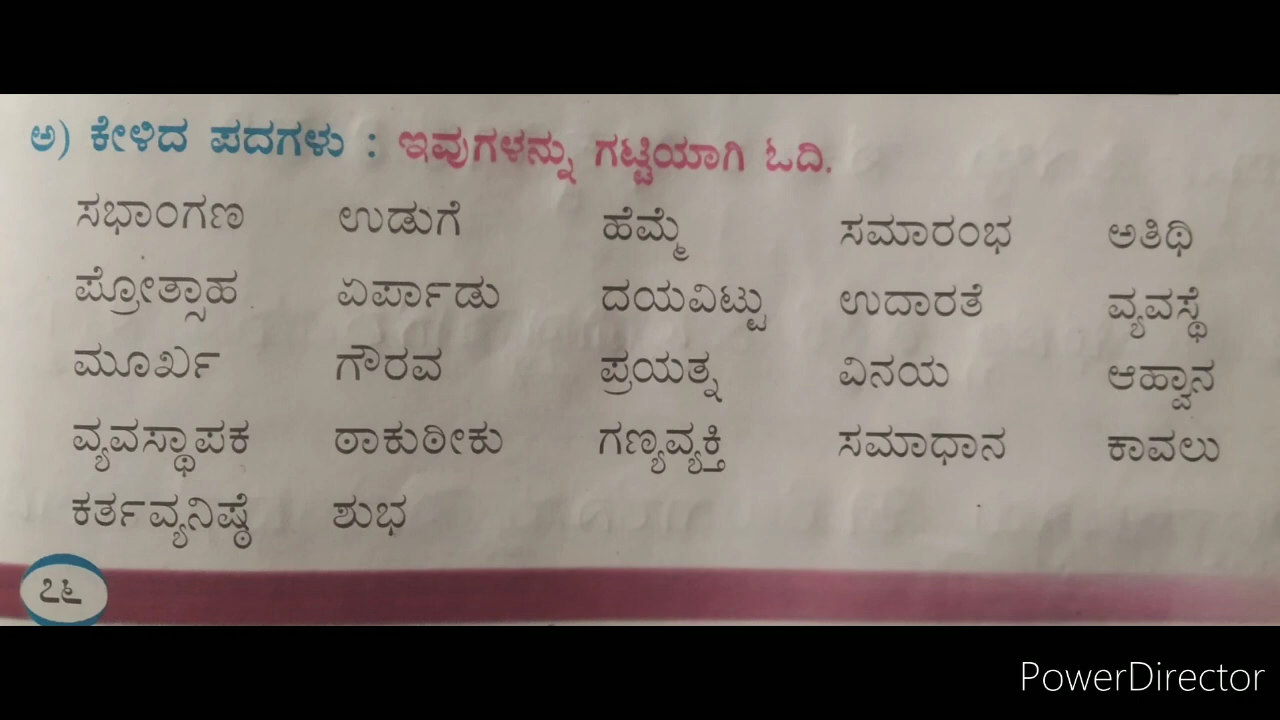 ಅ) ಕೇಳಿದ ಪದಗಳು : ಇವುಗಳನ್ನು ಗಟ್ಟಿಯಾಗಿ ಓದಿ.
ಸಭಾಂಗಣ ಉಡುಗೆ ಹೆಮ್ಮೆ ಸಮಾರಂಭ ಅತಿಥಿ
ಪ್ರೋತ್ಸಾಹ ಏರ್ಪಾಡು ದಯವಿಟ್ಟು ಉದಾರತೆ ವ್ಯವಸ್ಥೆ
ಮೂರ್ಖ ಗೌರವ ಪ್ರಯತ್ನ ವಿನಯ ಆಹ್ವಾನ
ವ್ಯವಸ್ಥಾಪಕ ಠಾಕುಠೀಕು ಗಣ್ಯವ್ಯಕ್ತಿ ಸಮಾಧಾನ ಕಾವಲು
ಕರ್ತವ್ಯನಿಷ್ಠೆ ಶುಭ
೭೬
PowerDirector